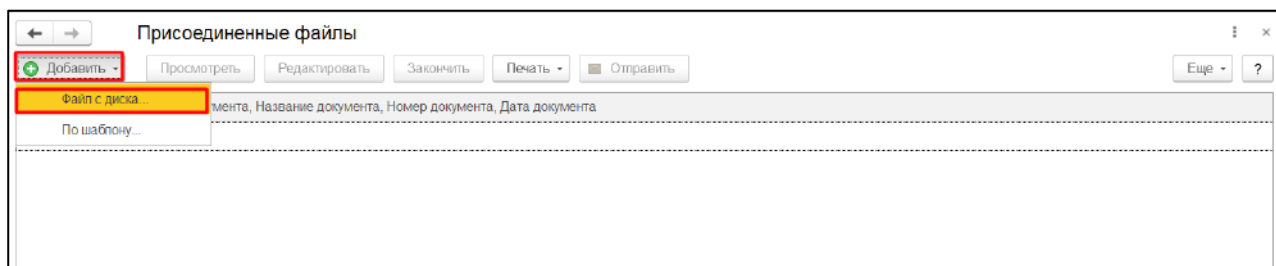 Присоединенные файлы
Добавить Просмотреть Редактировать Закончить Печать Отправить Еще ?
Файл с диска... мента, Название документа, Номер документа, Дата документа
По шаблону...